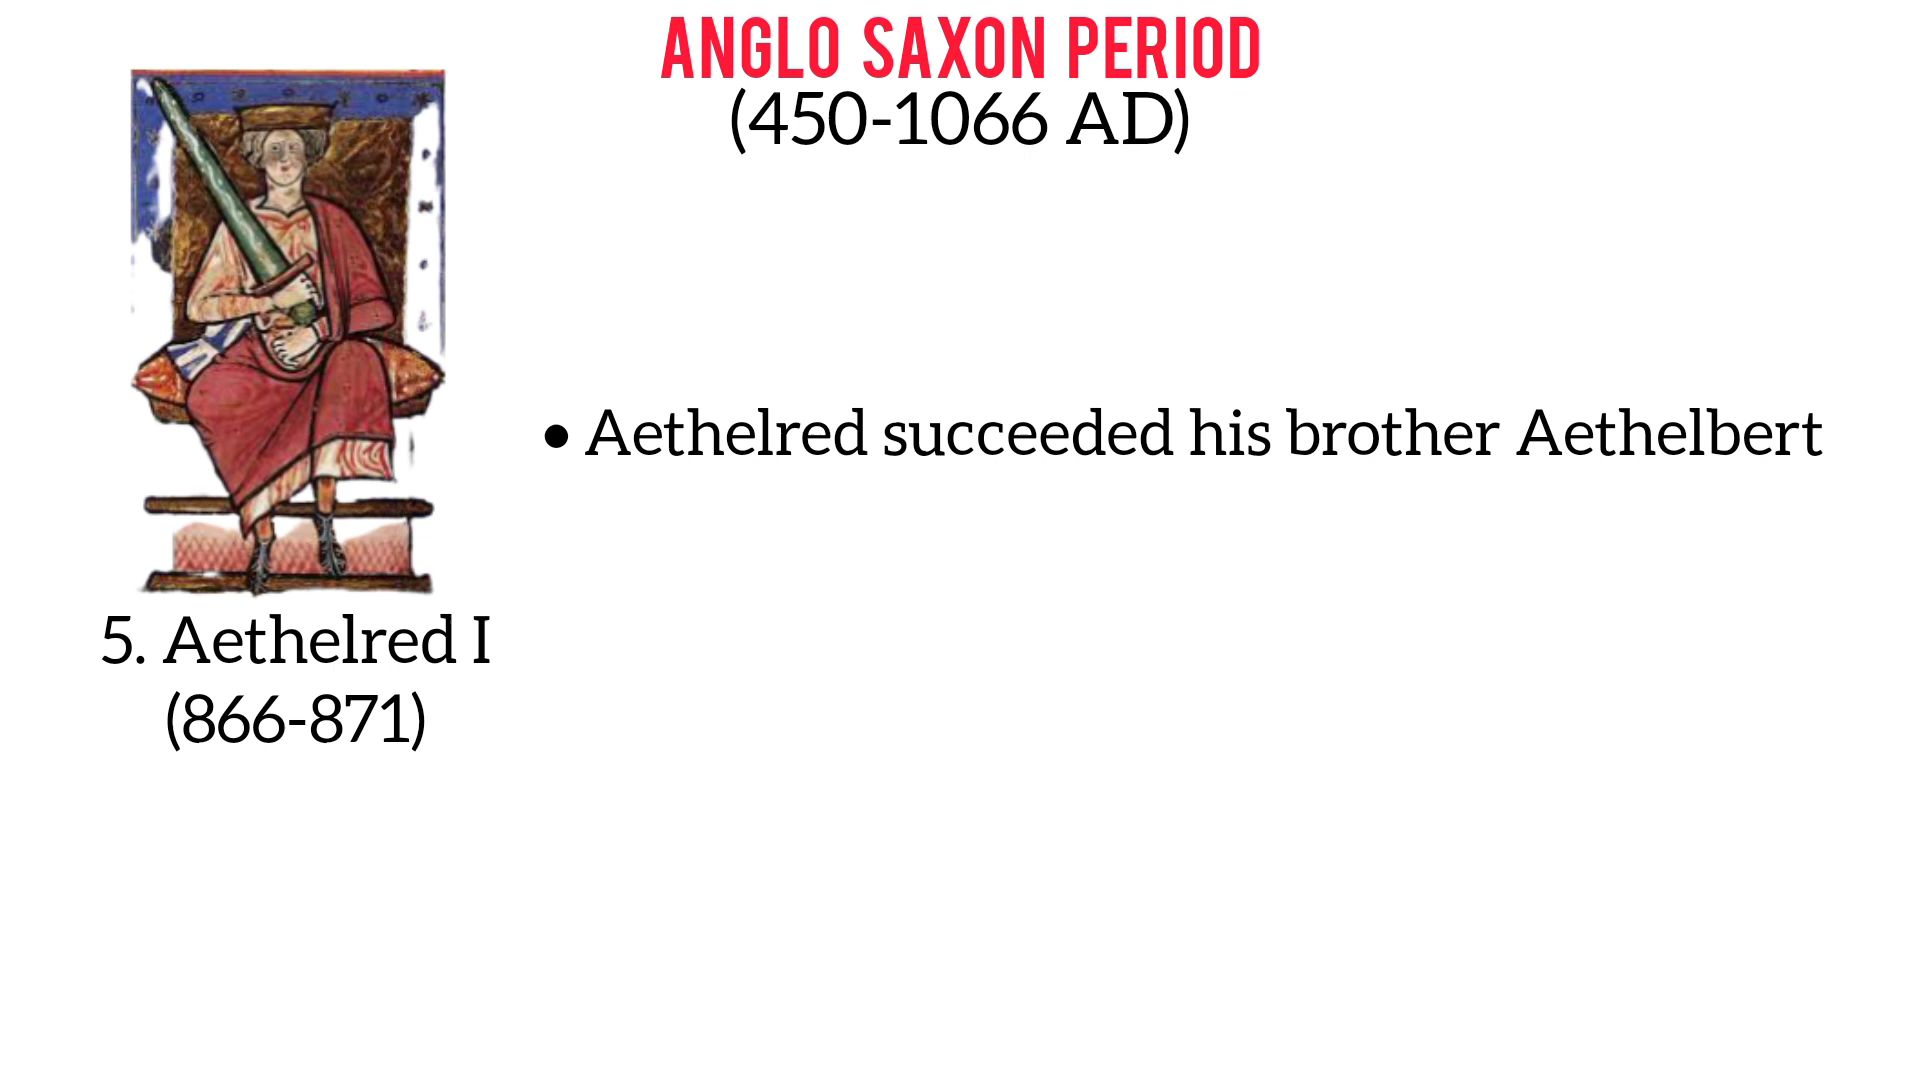 ANGLO SAXON PERIOD
(450-1066 AD)
• Aethelred succeeded his brother Aethelbert
5. Aethelred I
(866-871)